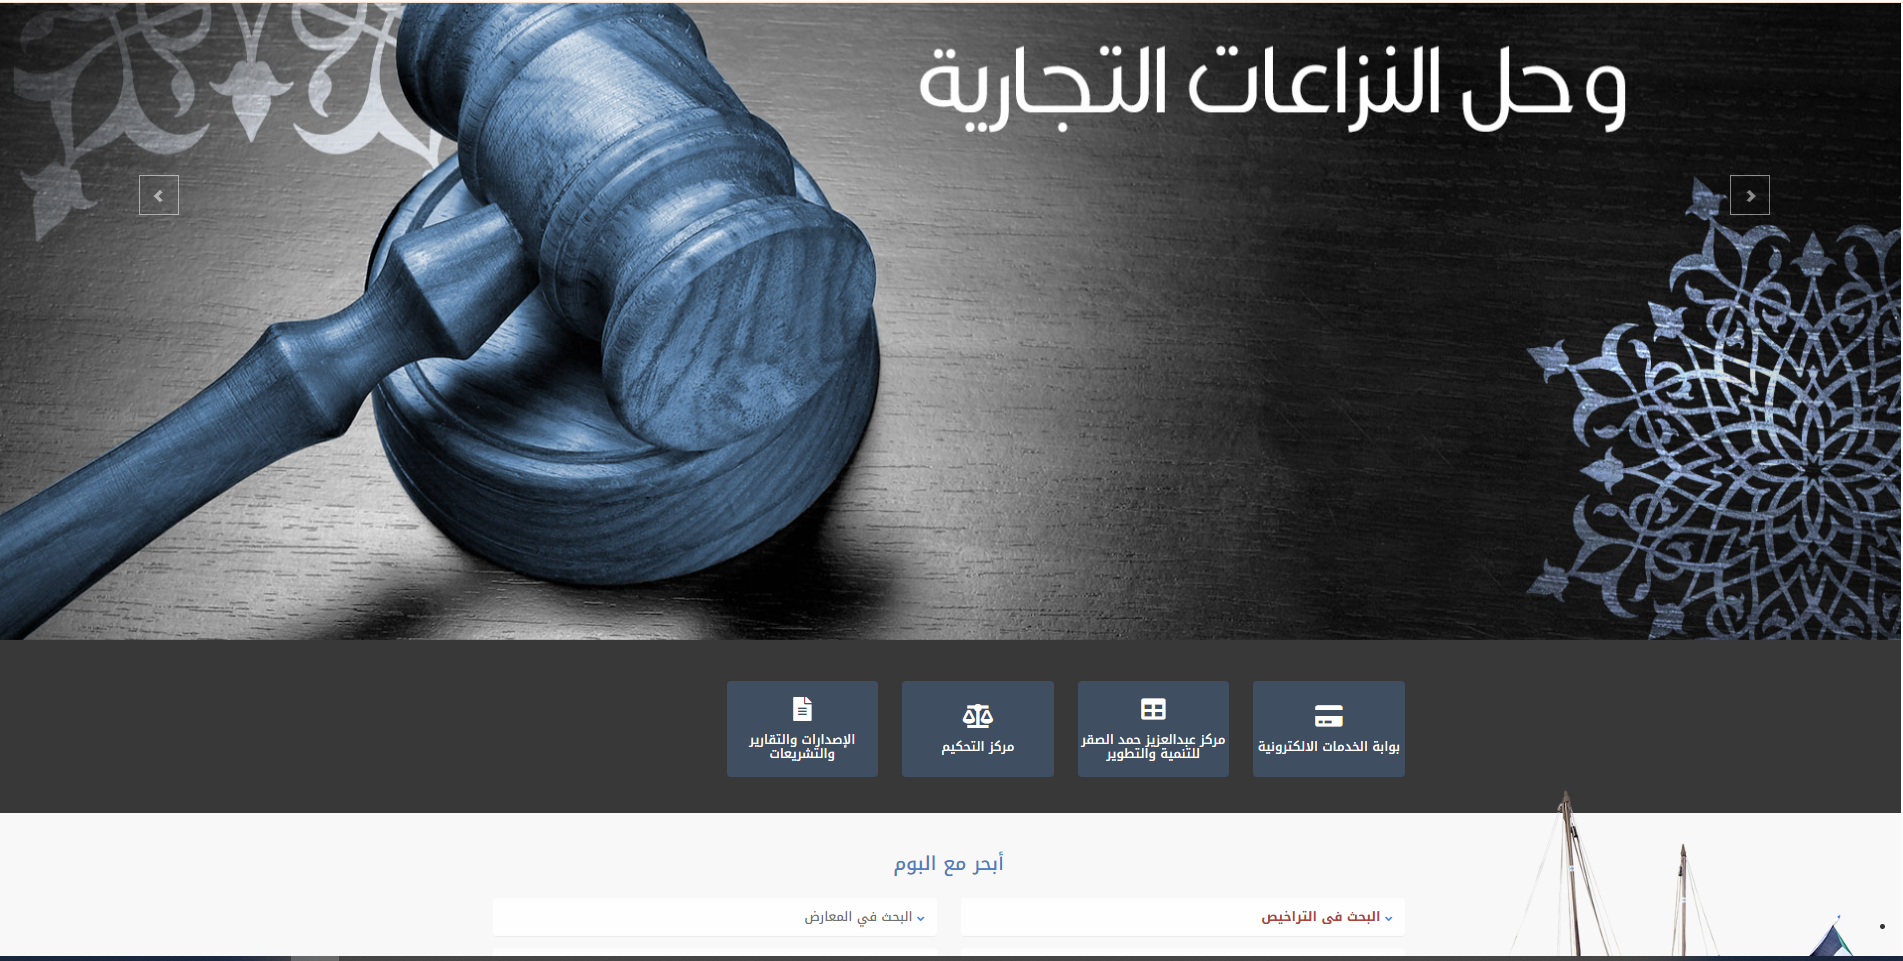 وحل النزاعات التجارية
بوابة الخدمات الالكترونية
مركز عبدالعزيز حمد الصقر
للتنمية والتطوير
مركز التحكيم
الإصدارات والتقارير
والتشريعات
أبحر مع البوم
البحث فى التراخيص
البحث في المعارض